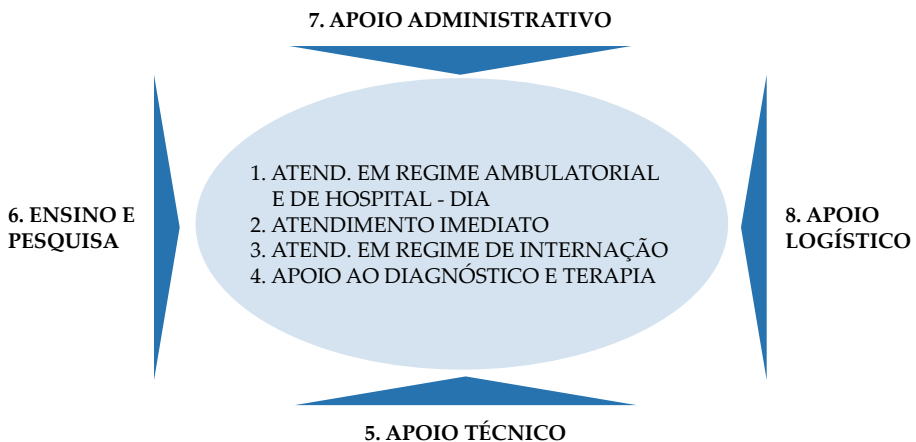 7. APOIO ADMINISTRATIVO
1. ATEND. EM REGIME AMBULATORIAL
E DE HOSPITAL - DIA
2. ATENDIMENTO IMEDIATO
3. ATEND. EM REGIME DE INTERNAÇÃO
4. APOIO AO DIAGNÓSTICO E TERAPIA
6. ENSINO E
PESQUISA
8. APOIO
LOGÍSTICO
5. APOIO TÉCNICO